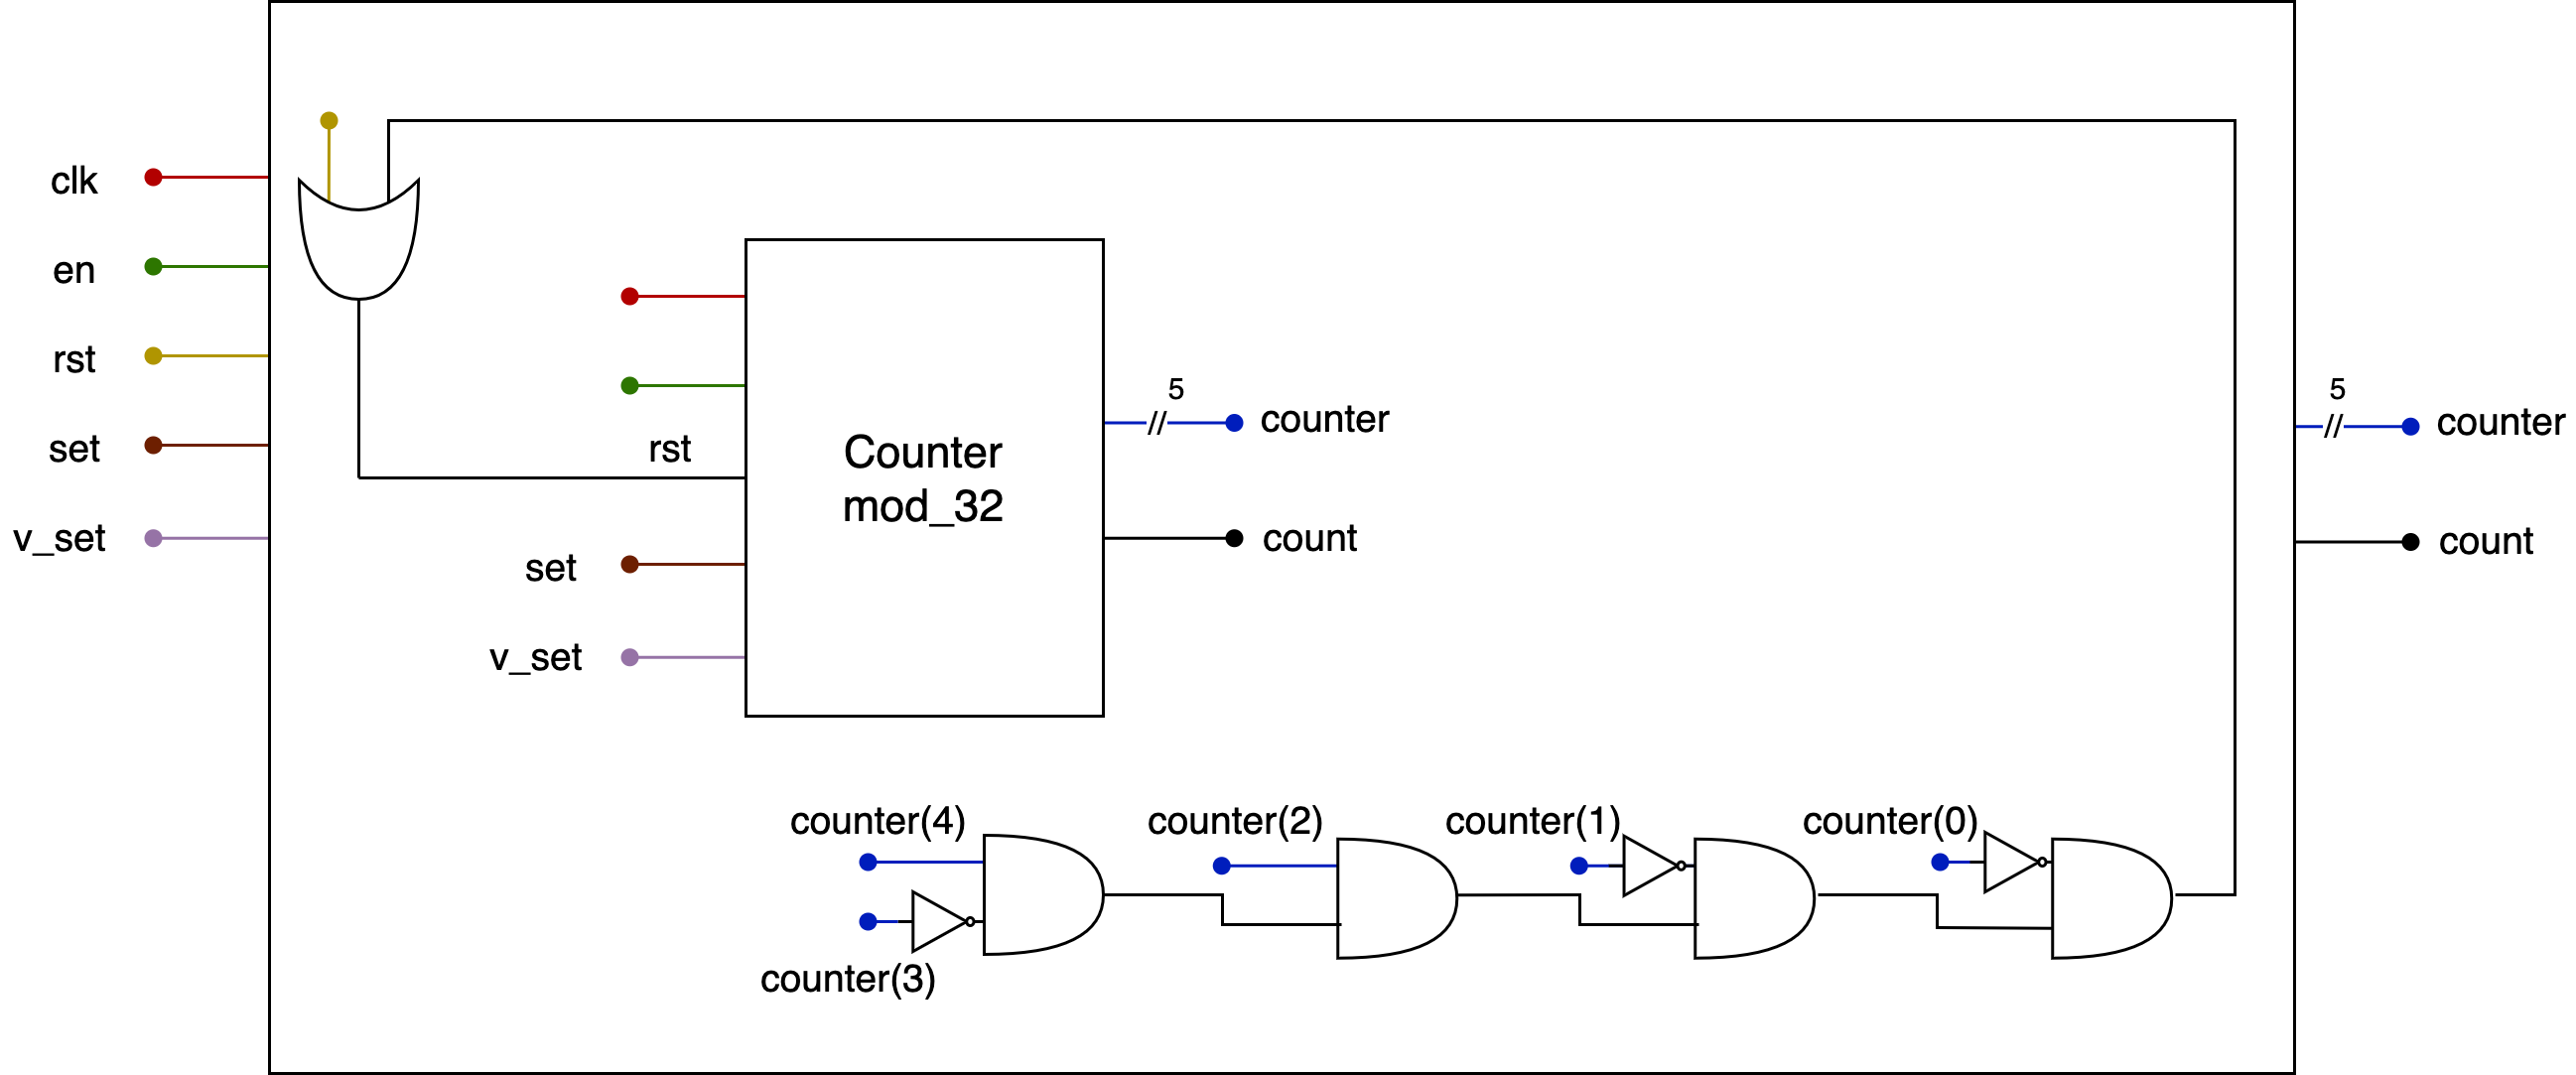 clk
en
rst
set
v_set
rst
set
v_set
Counter
mod_32
5
//
counter
count
5
//
counter
count
counter(4)
counter(3)
counter(2)
counter(1)
counter(0)